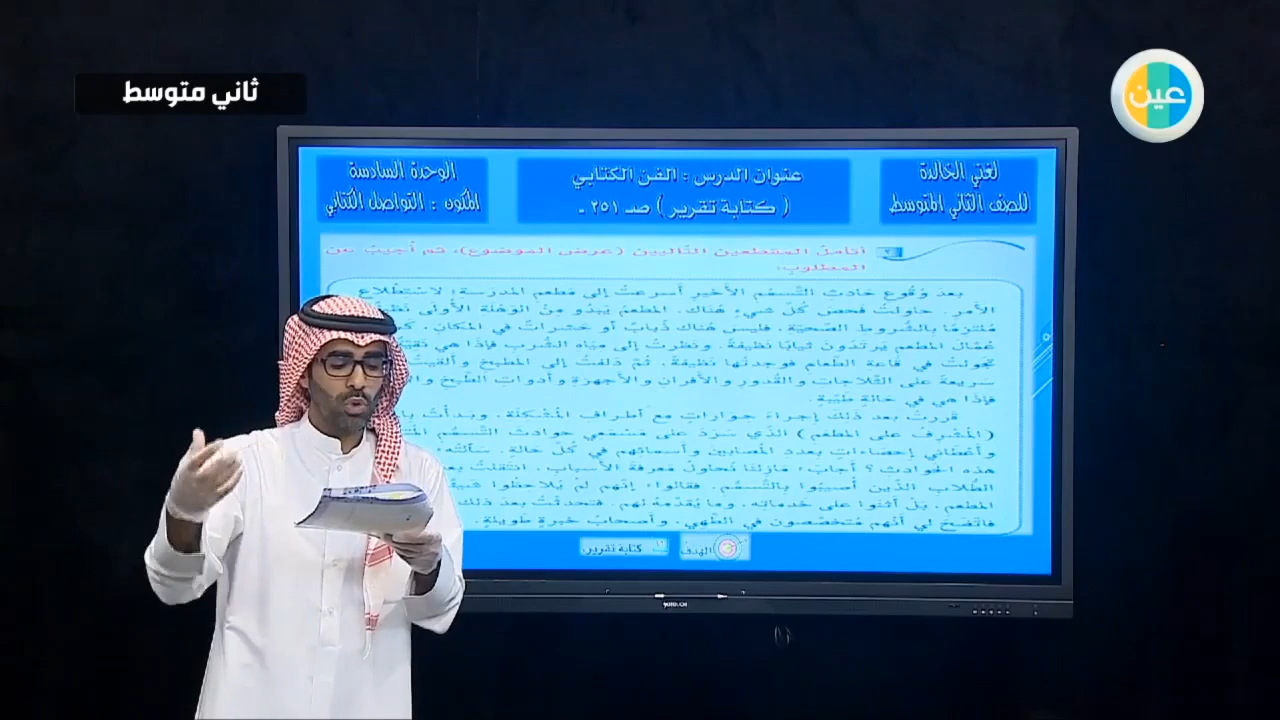 ثاني متوسط
عين
لغتي الخالدة
للصف الثاني المتوسط
عنوان الدرس : الفن الكتابي
( كتابة تقرير ) صـ ٢٥١ ـ
الوحدة السادسة
المكون : التواصل الكتابي
أتأمل المقطعين التاليين (عرض الموضوع)، ثم أجيب عن
المطلوب:
بعد وقوع حادث التسمم الأخير أسرعت إلى مطعم المدرسة؛ لاستطلاع
الأمر. حاولت فحص كل شيء هناك. المطعم يبدو من الوهلة الأولى
ملتزما بالشروط الصحية، فليس هناك ذباب أو حشرات في المكان.
عمال المطعم يرتدون ثيابا نظيفة. ونظرت إلى مياه الشرب فإذا هي
تجولت في قاعة الطعام فوجدتها نظيفة. ثم دلفت إلى المطبخ
سريعة على الثلاجات والقدور والأفران والأجهزة وأدوات الطبخ
فإذا هي في حالة طيبة.
قررت بعد ذلك إجراء حوارات مع أطراف المشكلة. وبدأت
(المشرف على المطعم) الذي سرد على مسمعي حوادث التسمم
وأعطاني إحصاءات بعدد المصابين وأسمائهم في كل حالة. سألته
هذه الحوادث؟ أجاب: مازلنا نحاول معرفة الأسباب. انتقلت
الطلاب الذين أصيبوا بالتسمم. فقالوا: إنهم لم يلاحظوا
المطعم. بل أثنوا على خدماته. وما يقدمه لهم. فتحدثت بعد ذلك
فاتضح لي أنهم متخصصون في الطهي. وأصحاب خبرة طويلة.
الهدف
كتابة تقرير.